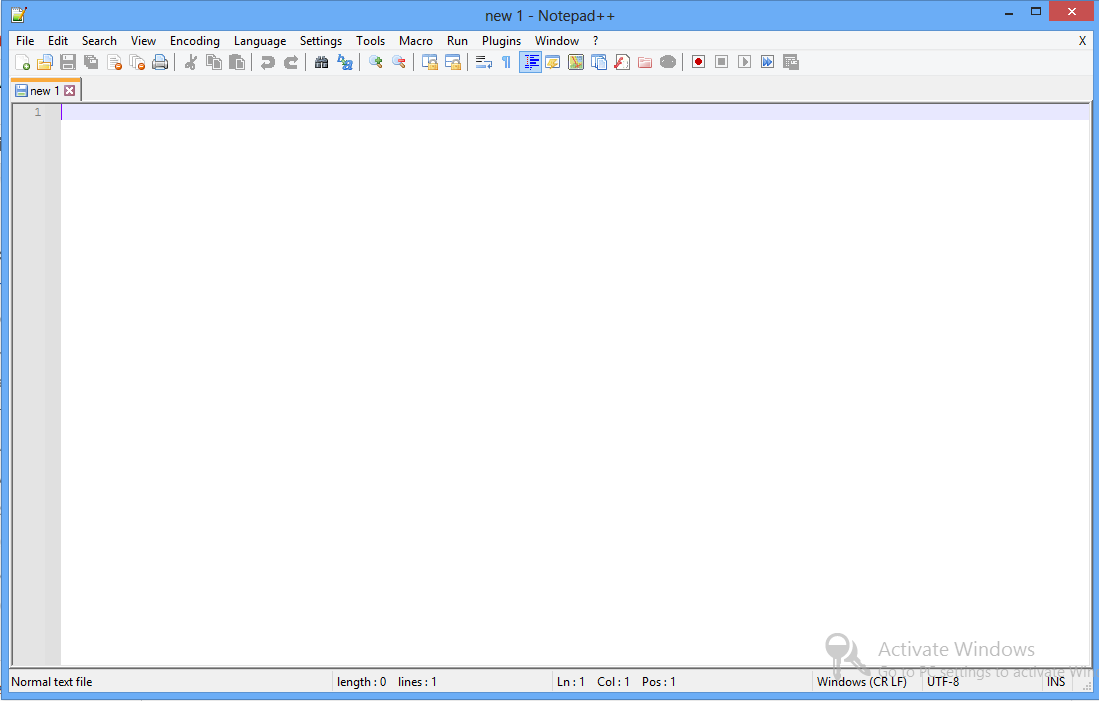 new 1 - Notepad++
File Edit Search View Encoding Language Settings Tools Macro Run Plugins Window ? X
new 1
1
Activate Windows
Go to PC settings to activate Win
Normal text file length : 0 lines : 1 Ln : 1 Col : 1 Pos : 1 Windows (CR LF) UTF-8 INS